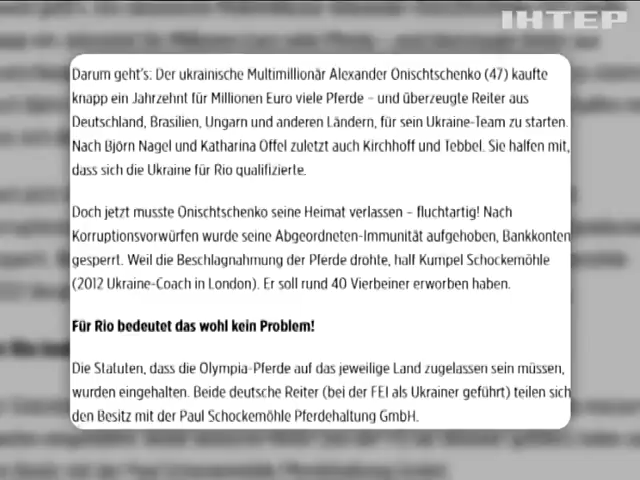 ІНТЕР
Darum geht's: Der ukrainische Multimillionär Alexander Onischtschenko (47) kaufte
knapp ein Jahrzehnt für Millionen Euro viele Pferde – und überzeugte Reiter aus
Deutschland, Brasilien, Ungarn und anderen Ländern, für sein Ukraine-Team zu starten.
Nach Björn Nagel und Katharina Offel zuletzt auch Kirchhoff und Tebbel. Sie halfen mit,
dass sich die Ukraine für Rio qualifizierte.
Doch jetzt musste Onischtschenko seine Heimat verlassen – fluchtartig! Nach
Korruptionsvorwürfen wurde seine Abgeordneten-Immunität aufgehoben, Bankkonten
gesperrt. Weil die Beschlagnahmung der Pferde drohte, half Kumpel Schockemöhle
(2012 Ukraine-Coach in London). Er soll rund 40 Vierbeiner erworben haben.
Für Rio bedeutet das wohl kein Problem!
Die Statuten, dass die Olympia-Pferde auf das jeweilige Land zugelassen sein müssen,
wurden eingehalten. Beide deutsche Reiter (bei der FEI als Ukrainer geführt) teilen sich
den Besitz mit der Paul Schockemöhle Pferdehaltung GmbH.